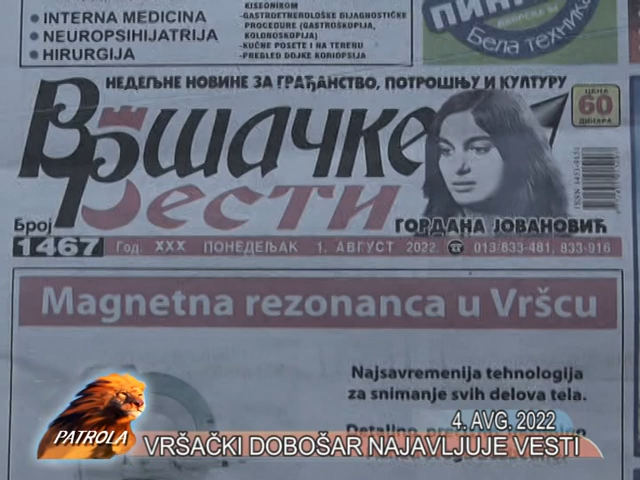 KISEONIKOM
• INTERNA MEDICINA
• NEUROPSIHIJATRIJA
• HIRURGIJA
-GASTROETNEROLOŠKE DIJAGNOSTIČKE
PROCEDURE (GASTROSKOPIJA,
KOLONOSKOPIJA)
-KUĆNE POSETE I NA TERENU
-PREGLED DOJKE KORIOPSIJA
Бела техника
НЕДЕЉНЕ НОВИНЕ ЗА ГРАЂАНСТВО, ПОТРОШЊУ И КУЛТУРУ
ЦЕНА
60
ДИНАРА
Вршачке
вести
ГОРДАНА ЈОВАНОВИЋ
Број
1467 Год. XXX ПОНЕДЕЉАК 1. АВГУСТ 2022. ☎ 013/833-481, 833-916
Magnetna rezonanca u Vršcu
Najsavremenija tehnologija
za snimanje svih delova tela.
4. AVG. 2022
PATROLA
VRŠAČKI DOBOŠAR NAJAVLJUJE VESTI